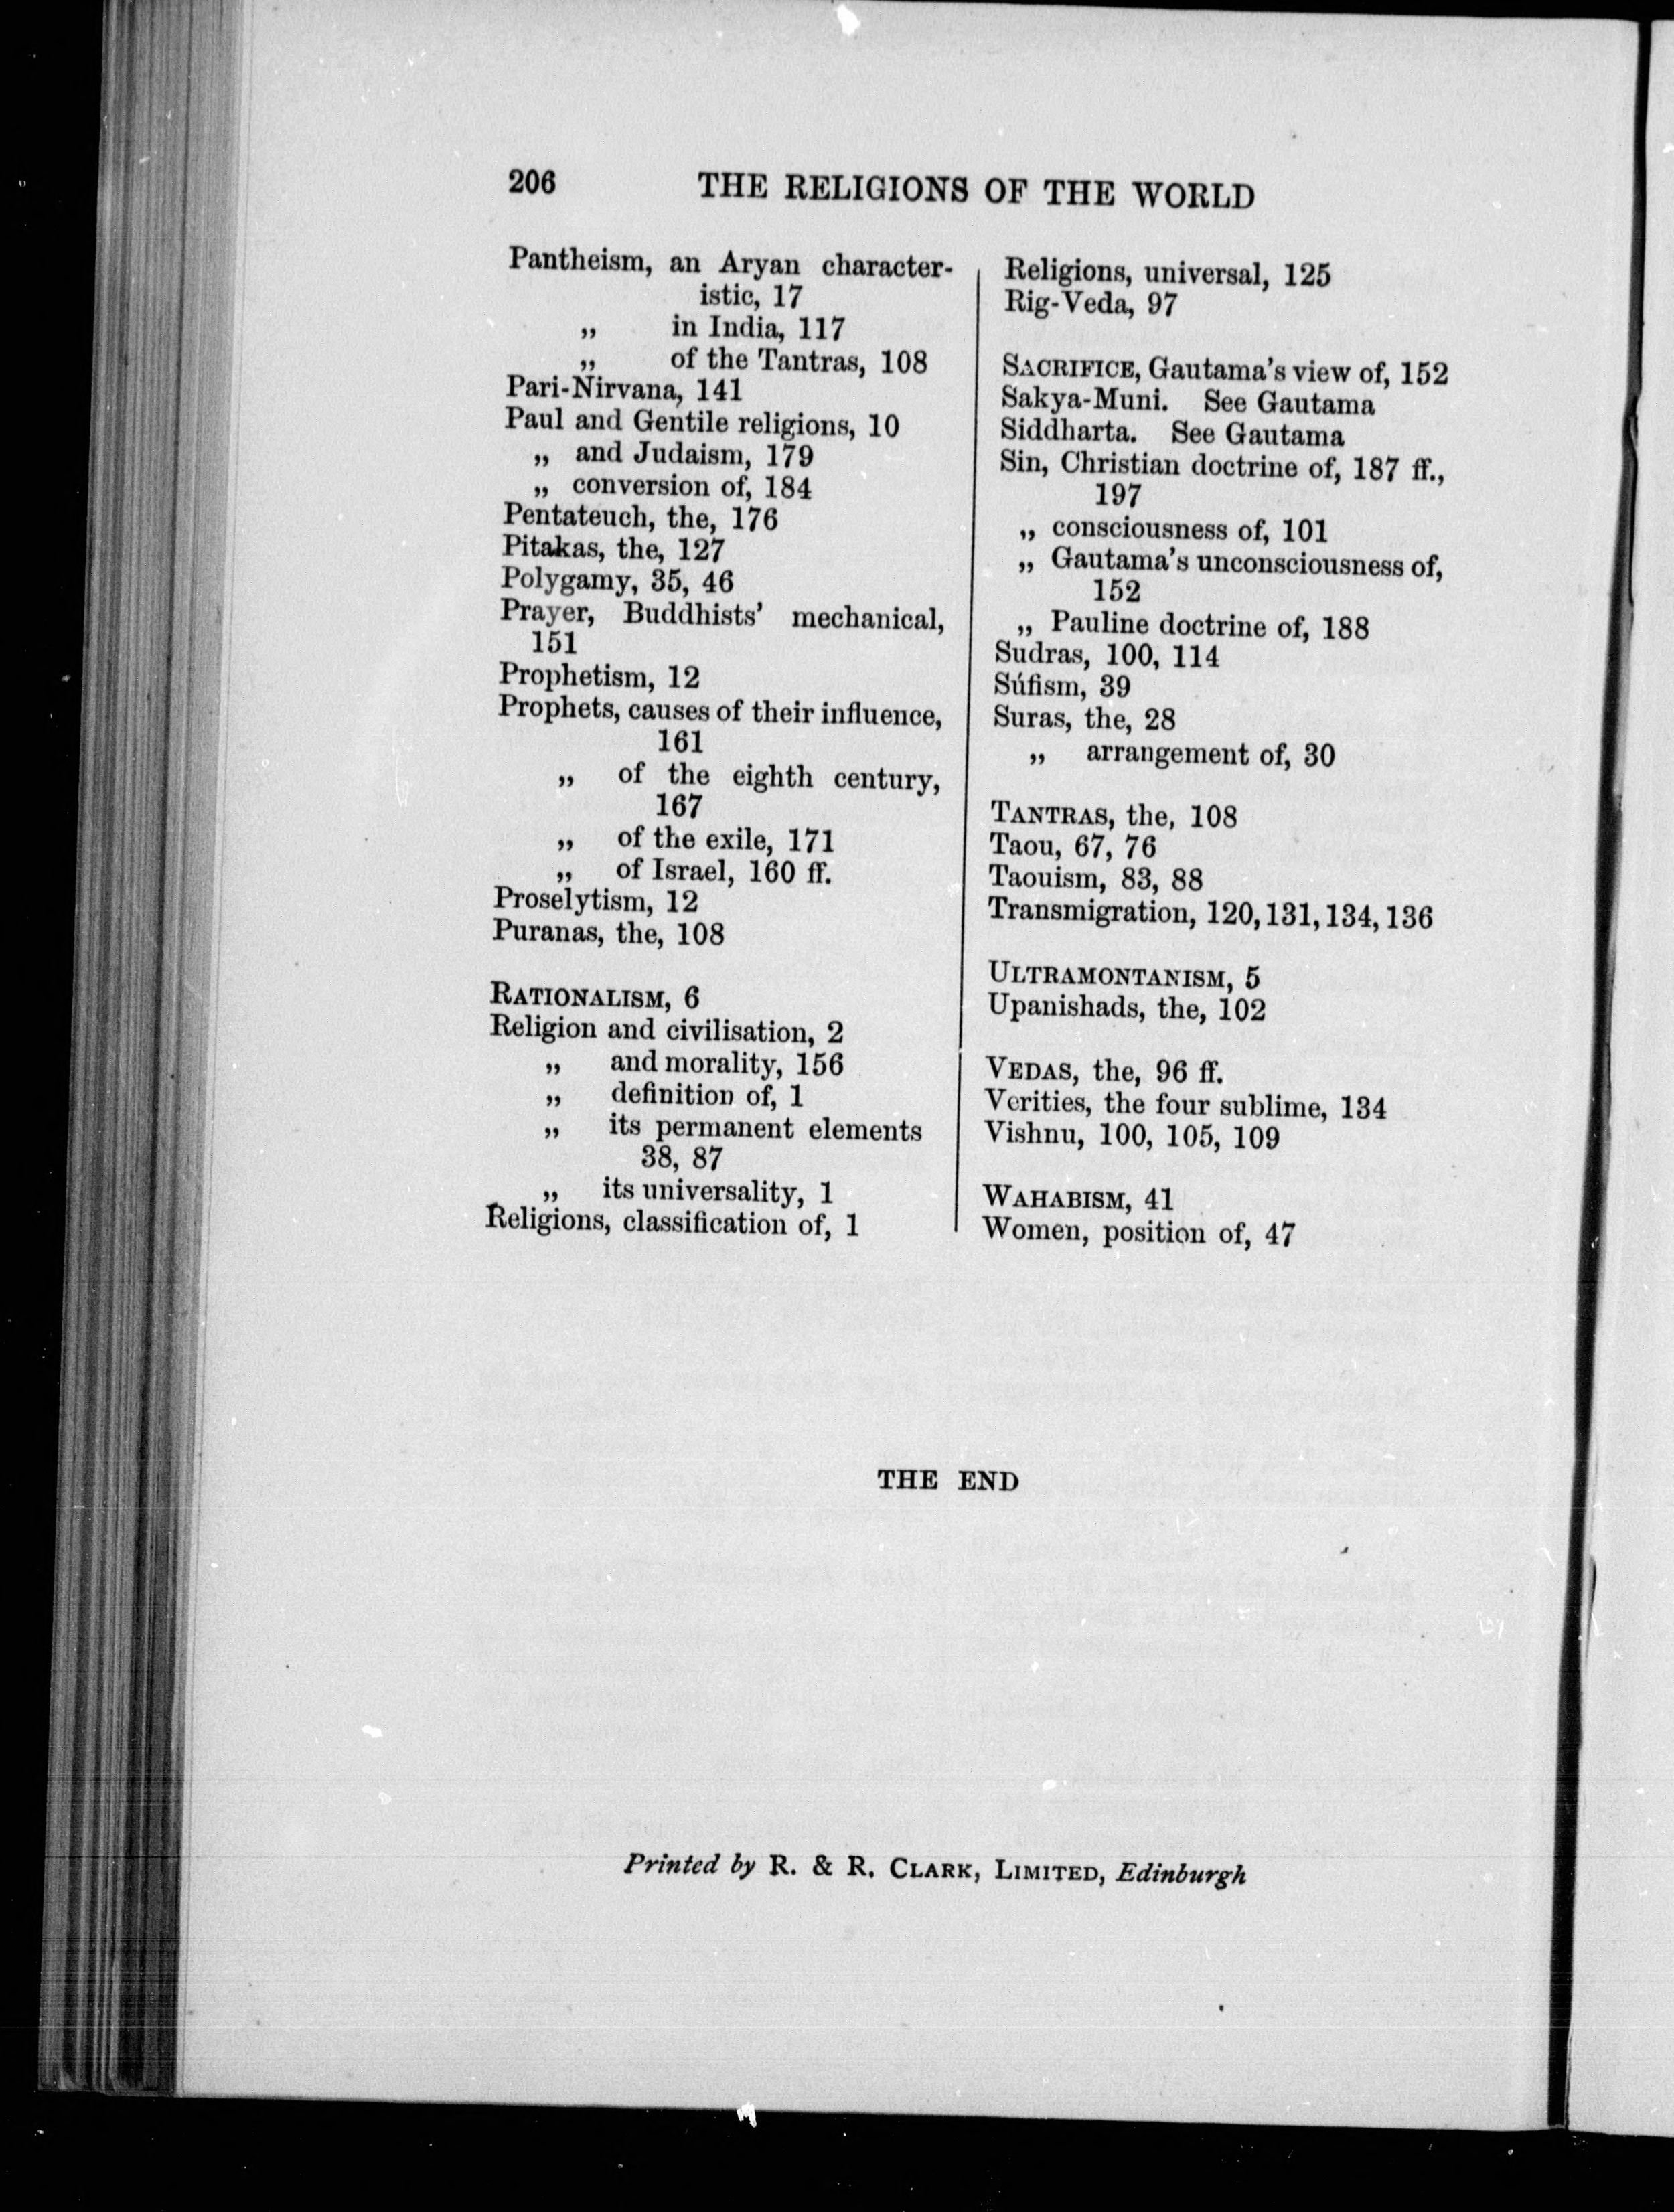 206 THE RELIGIONS OF THE WORLD
Pantheism, an Aryan character-
istic, 17
„ in India, 117
„ of the Tantras, 108
Pari-Nirvana, 141
Paul and Gentile religions, 10
„ and Judaism, 179
„ conversion of, 184
Pentateuch, the, 176
Pitakas, the, 127
Polygamy, 35, 46
Prayer, Buddhists' mechanical,
151
Prophetism, 12
Prophets, causes of their influence,
161
„ of the eighth century,
167
„ of the exile, 171
„ of Israel, 160 ff.
Proselytism, 12
Puranas, the, 108
RATIONALISM, 6
Religion and civilisation, 2
„ and morality, 156
„ definition of, 1
„ its permanent elements
38, 87
„ its universality, 1
Religions, classification of, 1
Religions, universal, 125
Rig-Veda, 97
SACRIFICE, Gautama's view of, 152
Sakya-Muni. See Gautama
Siddharta. See Gautama
Sin, Christian doctrine of, 187 ff.,
197
„ consciousness of, 101
„ Gautama's unconsciousness of,
152
„ Pauline doctrine of, 188
Sudras, 100, 114
Súfism, 39
Suras, the, 28
„ arrangement of, 30
TANTRAS, the, 108
Taou, 67, 76
Taouism, 83, 88
Transmigration, 120, 131, 134, 136
ULTRAMONTANISM, 5
Upanishads, the, 102
VEDAS, the, 96 ff.
Verities, the four sublime, 134
Vishnu, 100, 105, 109
WAHABISM, 41
Women, position of, 47
THE END
Printed by R. & R. CLARK, LIMITED, Edinburgh